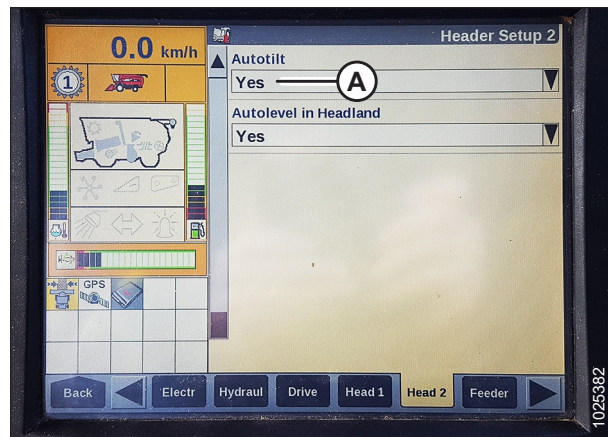 0.0 km/h
Header Setup 2
1
Autotilt
Yes
A
Autolevel in Headland
Yes
GPS
Back
Electr
Hydraul
Drive
Head 1
Head 2
Feeder
1025382